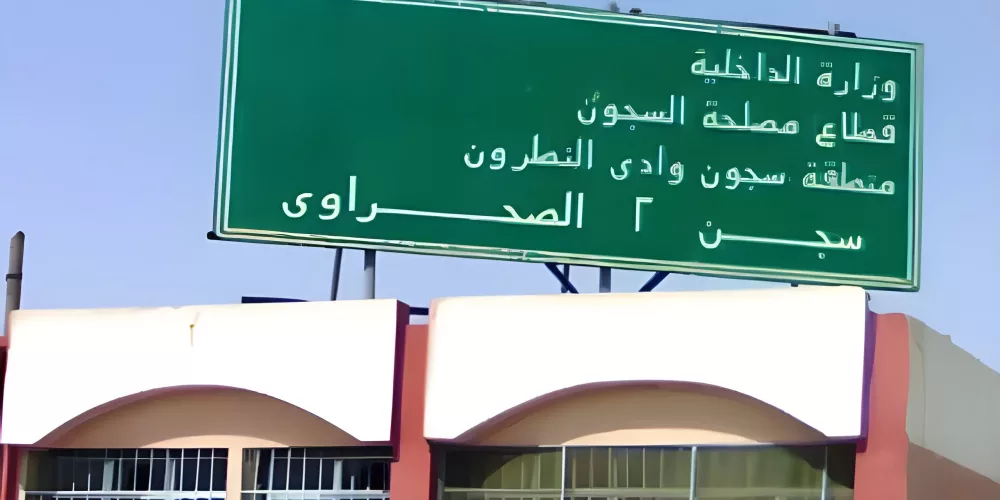 وزارة الداخلية
قطاع مصلحة السجون
منطقة سجون وادى النطرون
سجن ٢ الصحراوى